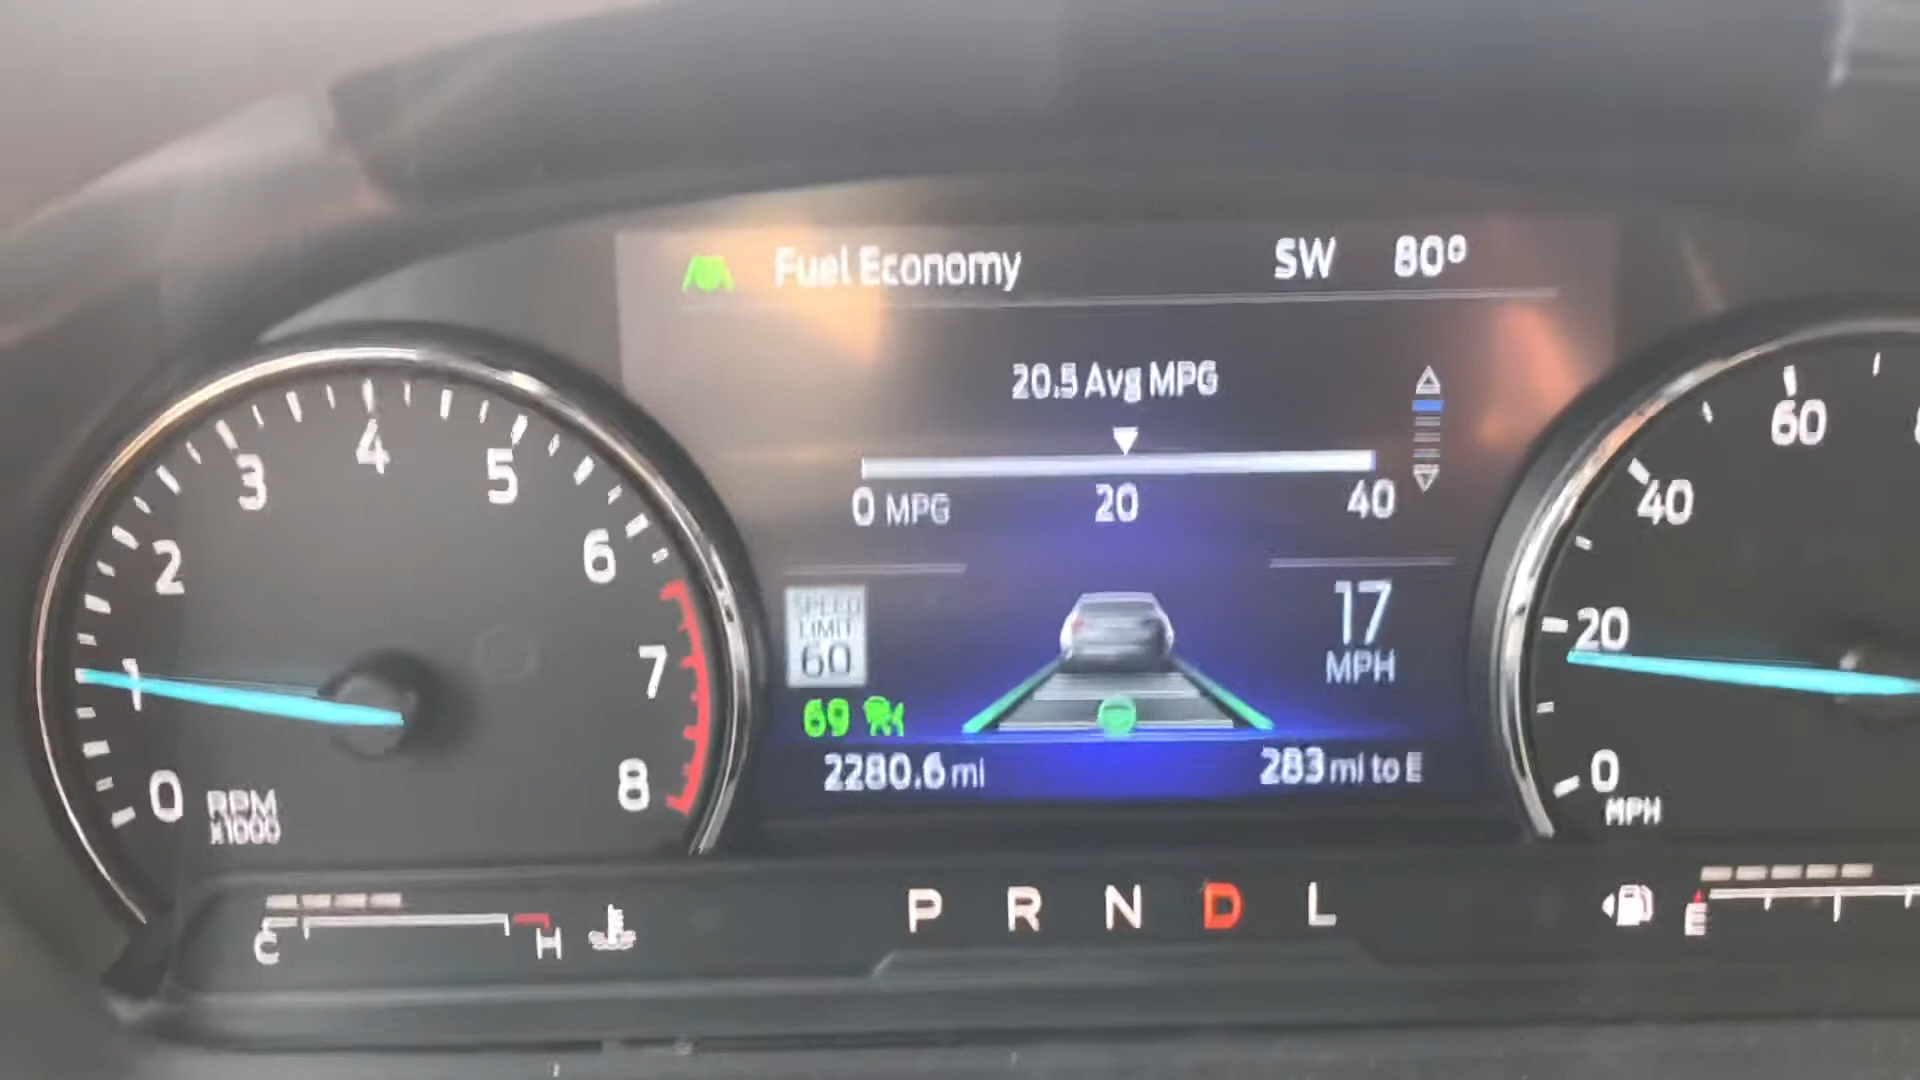 Fuel Economy SW 80°
20.5 Avg MPG
0 MPG 20 40
SPEED
LIMIT
60
69
17
MPH
2280.6 mi 283 mi to E
0 1 2 3 4 5 6 7 8
RPM
x1000
0 20 40 60
MPH
C H
P R N D L
E